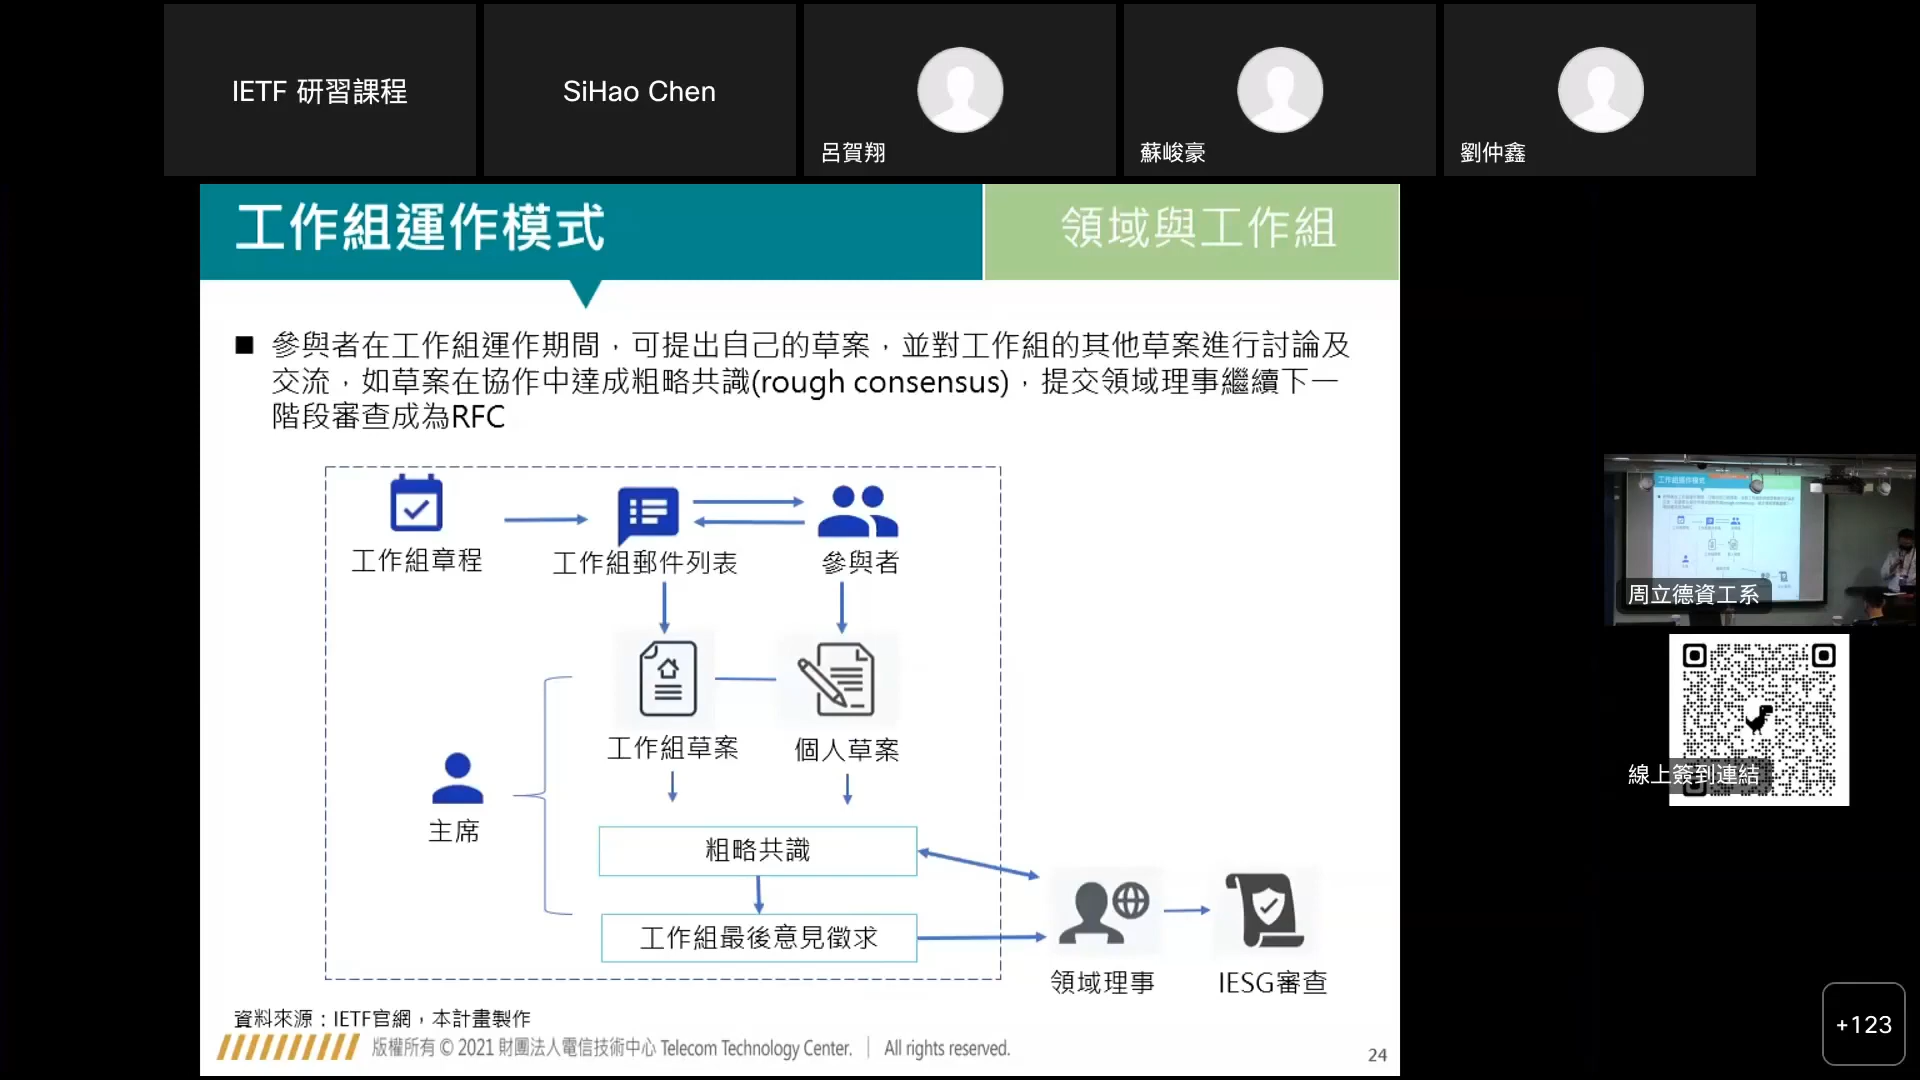 IETF 研習課程
SiHao Chen
呂賀翔
蘇峻豪
劉仲鑫
工作組運作模式
領域與工作組
■ 參與者在工作組運作期間，可提出自己的草案，並對工作組的其他草案進行討論及
交流，如草案在協作中達成粗略共識(rough consensus)，提交領域理事繼續下一
階段審查成為RFC
工作組章程
工作組郵件列表
參與者
工作組草案
個人草案
主席
粗略共識
工作組最後意見徵求
領域理事
IESG審查
資料來源：IETF官網，本計畫製作
版權所有 © 2021 財團法人電信技術中心 Telecom Technology Center. | All rights reserved.
24
工作組運作模式
周立德資工系
線上簽到連結
+123